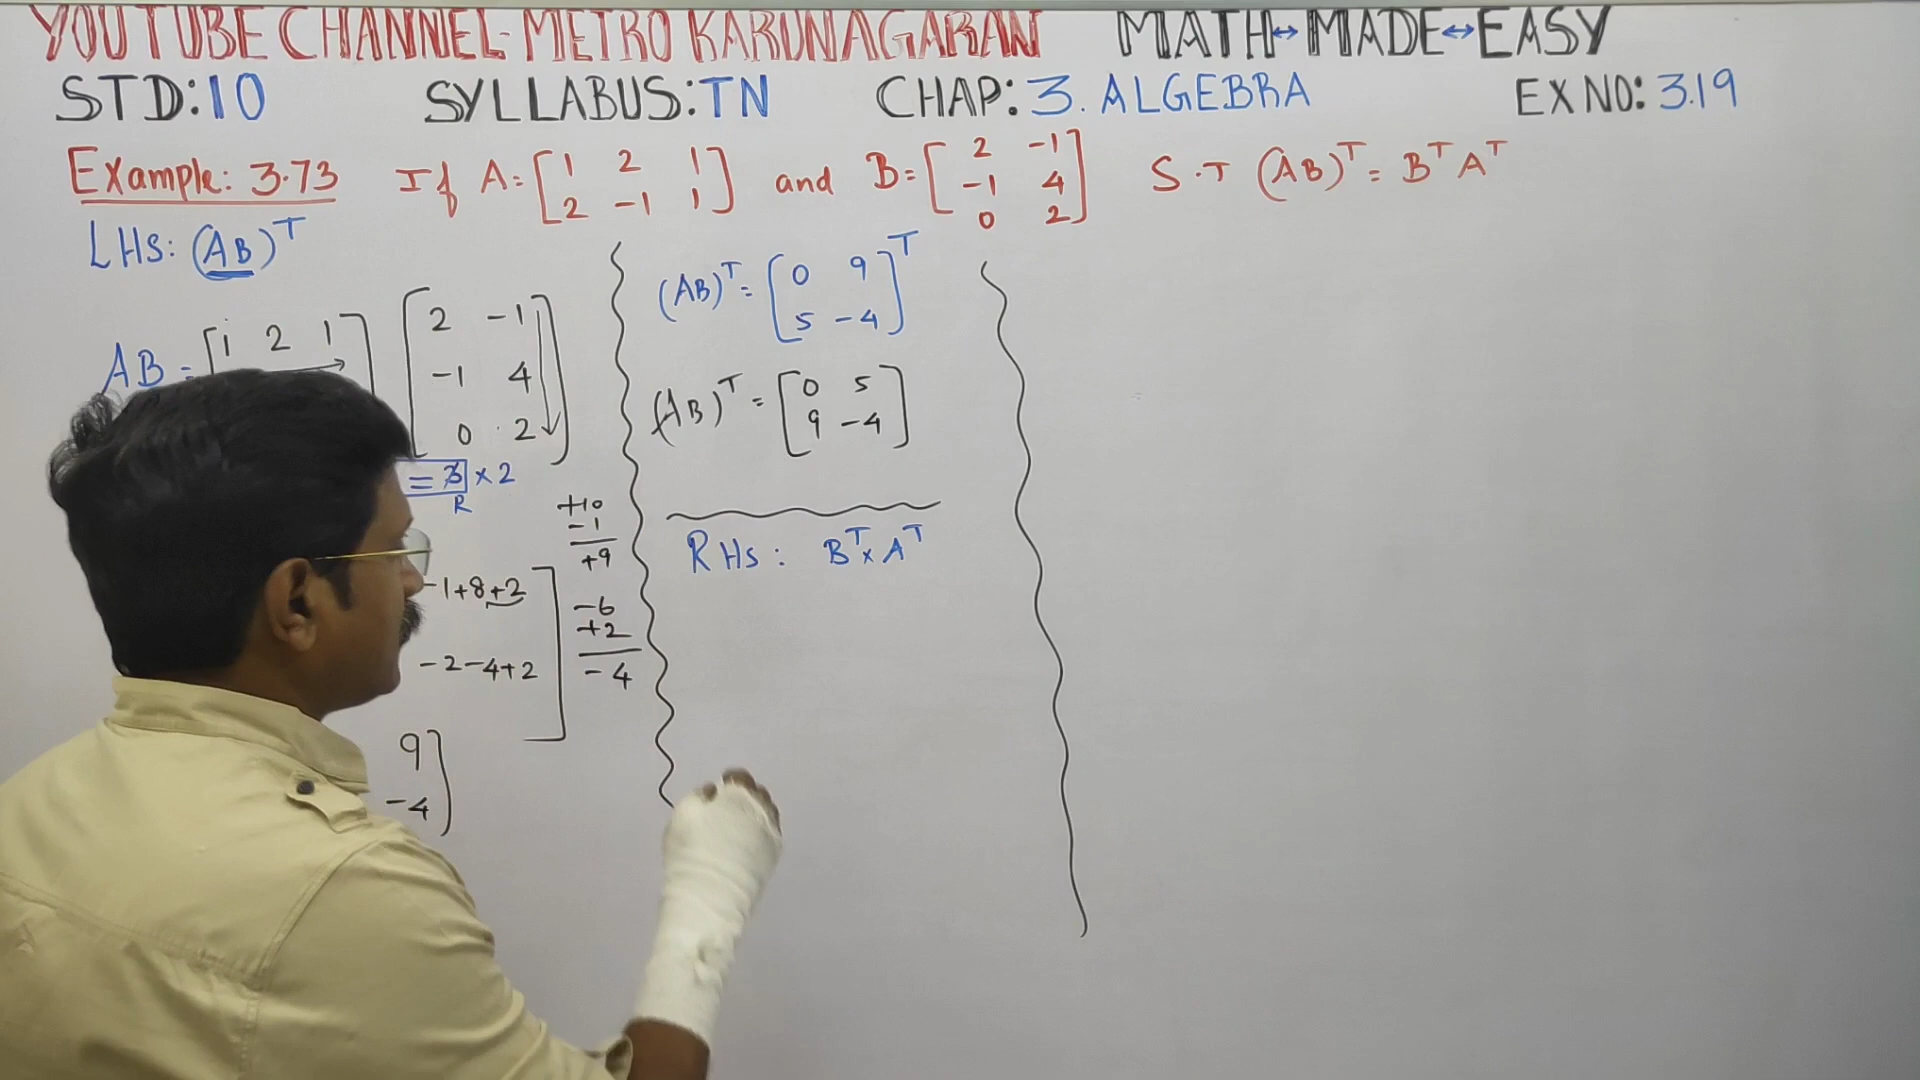 YOUTUBE CHANNEL-METRO KARUNAGARAN MATH↔MADE↔EASY
STD:10 SYLLABUS:TN CHAP: 3. ALGEBRA EX NO: 3.19
Example: 3.73 If A= [1 2 1 and B= [2 -1 S.T (AB)ᵀ= BᵀAᵀ
2 -1 1] -1 4
0 2]
LHS: (AB)ᵀ
AB = [1 2 1] [2 -1
-1 4
0 2]
= 3 × 2
R
-1+8+2
-2-4+2]
+10
-1
+9
-6
+2
-4
9
-4]
(AB)ᵀ= [0 9
5 -4]ᵀ
(AB)ᵀ= [0 5
9 -4]
RHS: Bᵀ×Aᵀ